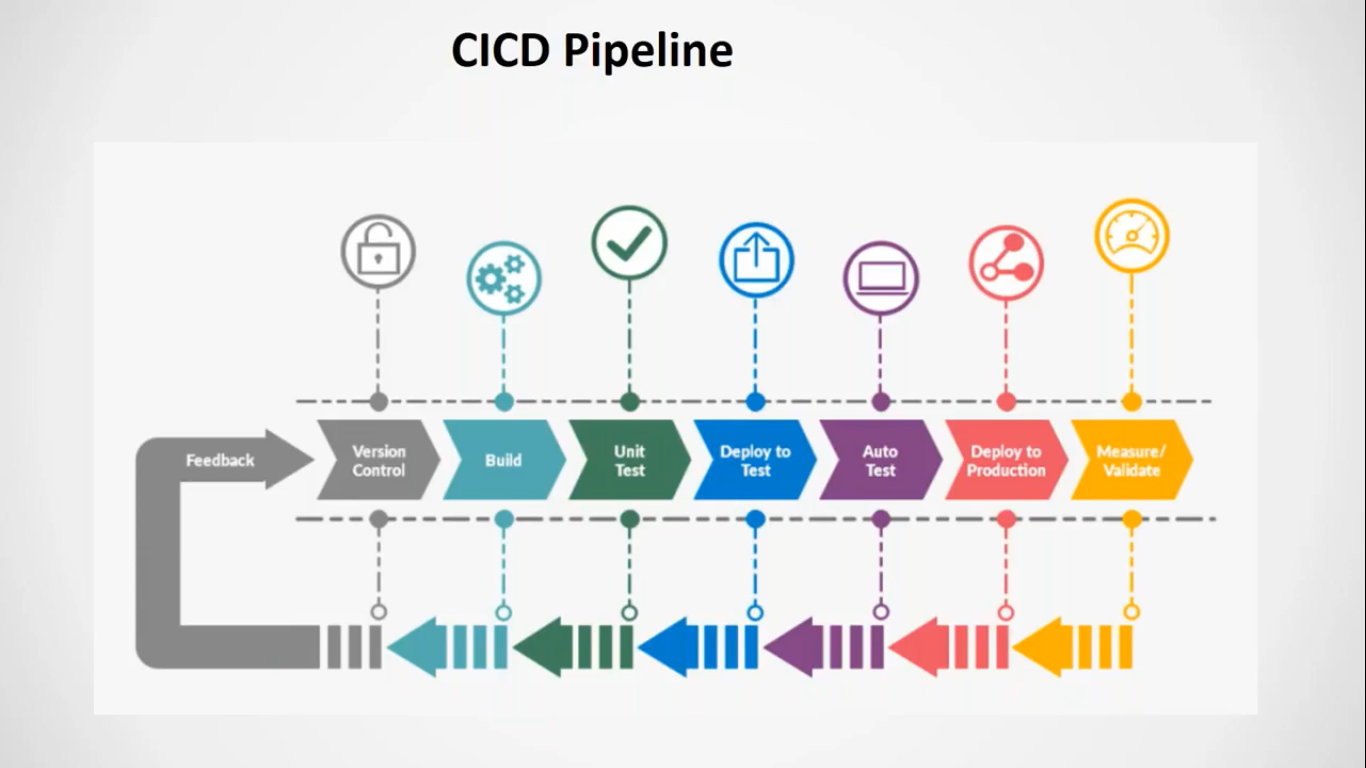 CICD Pipeline
Feedback
Version
Control
Build
Unit
Test
Deploy to
Test
Auto
Test
Deploy to
Production
Measure/
Validate